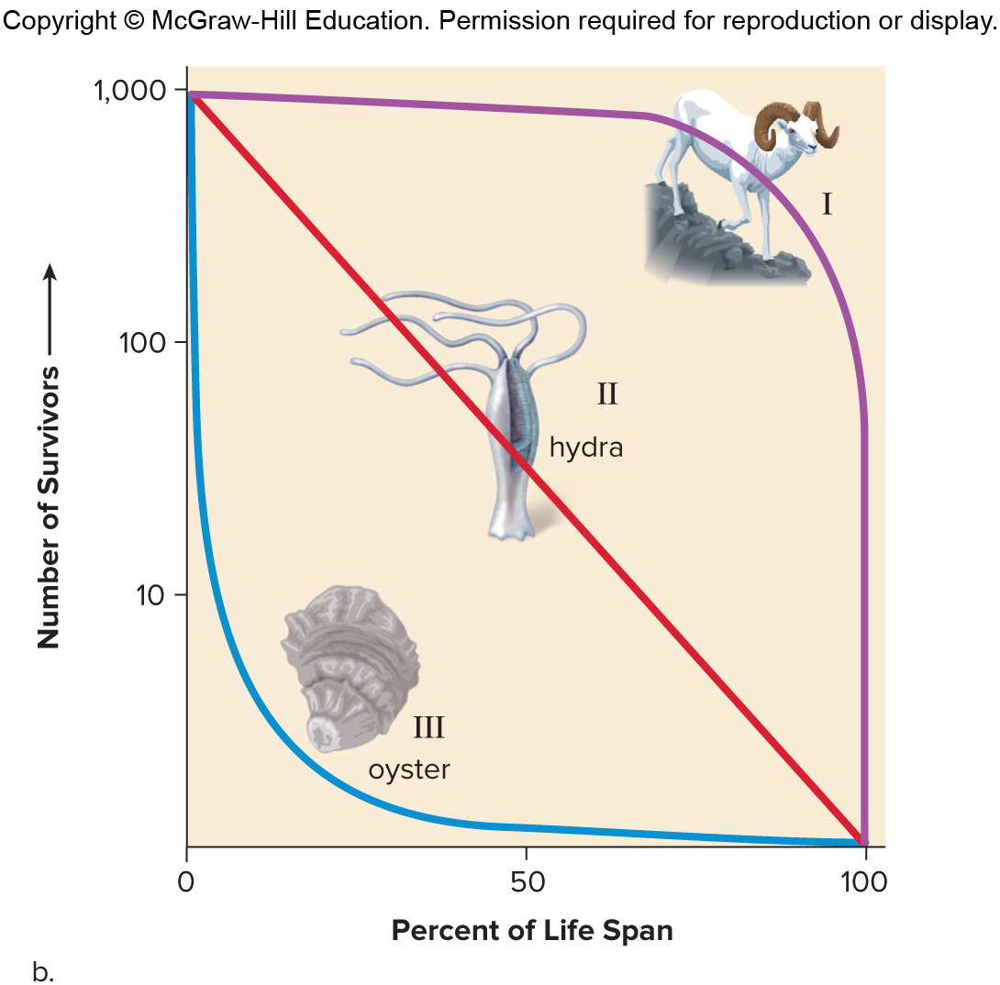 Copyright © McGraw-Hill Education. Permission required for reproduction or display.
1,000
I
100
II
hydra
Number of Survivors
10
III
oyster
0 50 100
Percent of Life Span
b.